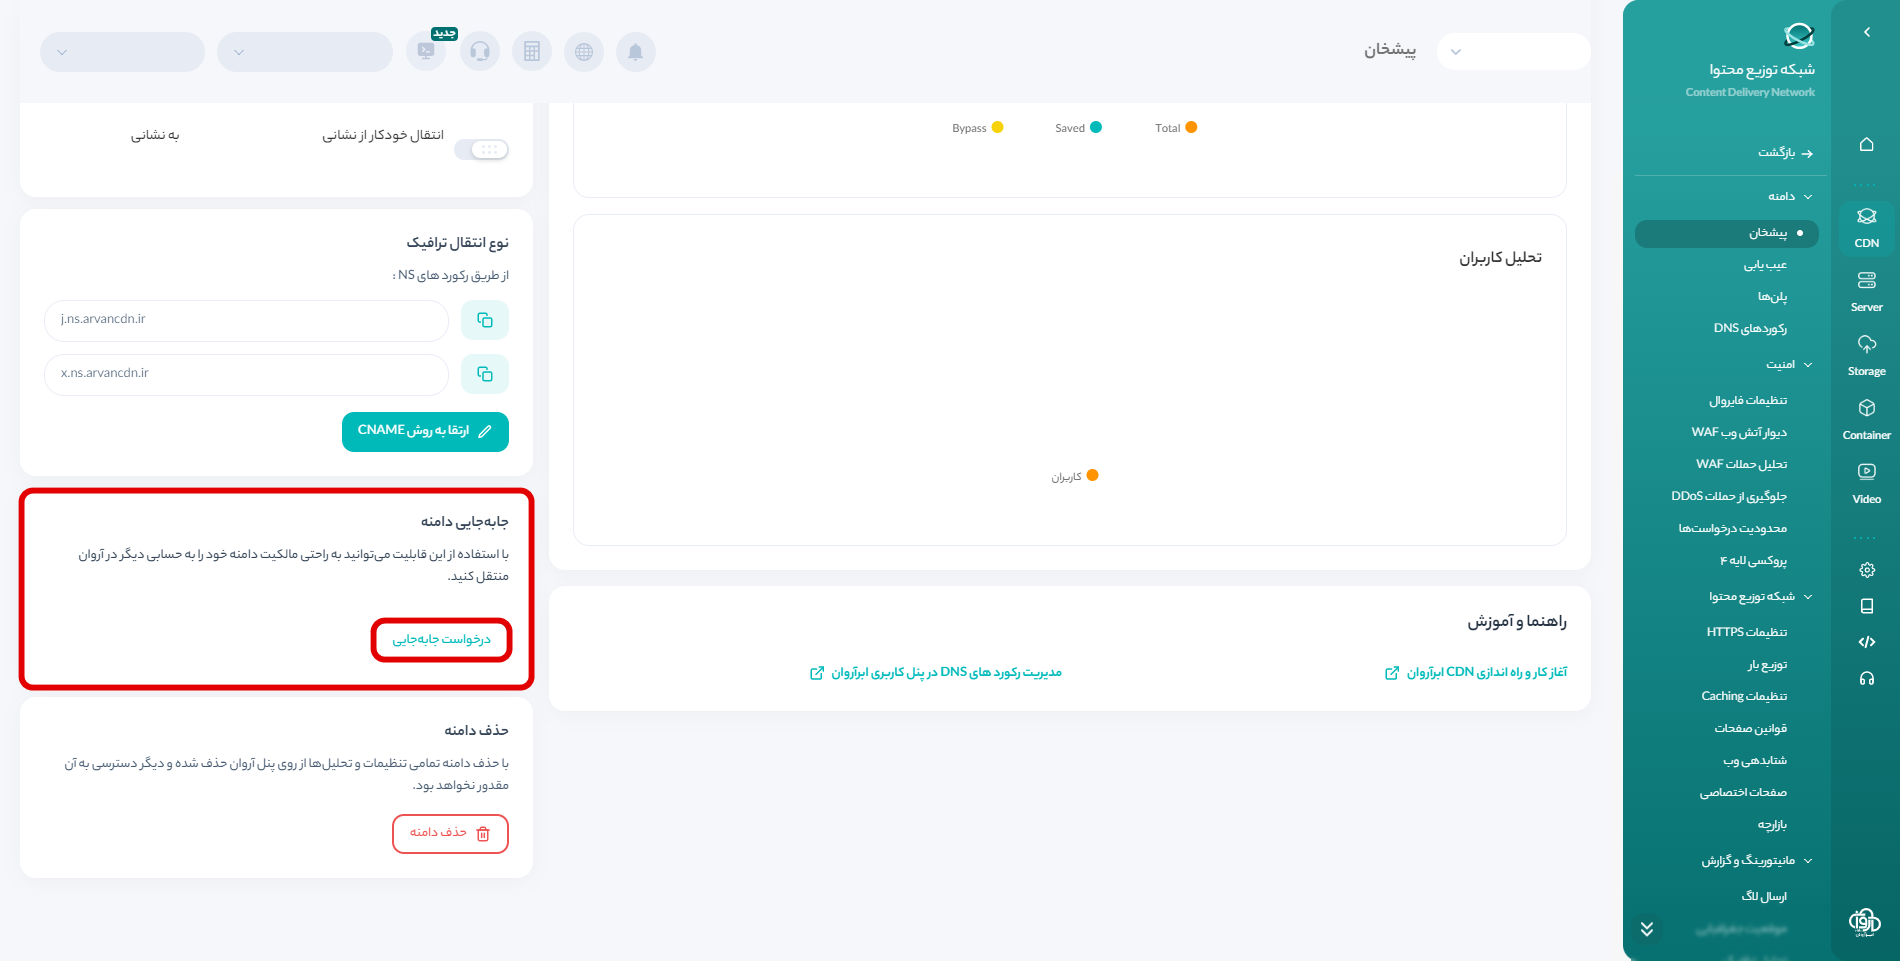 شبکه توزیع محتوا
Content Delivery Network
بازگشت
دامنه
پیشخان
عیب یابی
پلن‌ها
رکوردهای DNS
امنیت
تنظیمات فایروال
دیوار آتش وب WAF
تحلیل حملات WAF
جلوگیری از حملات DDoS
محدودیت درخواست‌ها
پروکسی لایه ۴
شبکه توزیع محتوا
تنظیمات HTTPS
توزیع بار
تنظیمات Caching
قوانین صفحات
شتابدهی وب
صفحات اختصاصی
بازارچه
مانیتورینگ و گزارش
ارسال لاگ
CDN
Server
Storage
Container
Video
پیشخان
جدید
Total
Saved
Bypass
تحلیل کاربران
کاربران
راهنما و آموزش
آغاز کار و راه اندازی CDN ابرآروان
مدیریت رکورد های DNS در پنل کاربری ابرآروان
انتقال خودکار از نشانی
به نشانی
نوع انتقال ترافیک
از طریق رکورد های NS :
j.ns.arvancdn.ir
x.ns.arvancdn.ir
ارتقا به روش CNAME
جابه‌جایی دامنه
با استفاده از این قابلیت می‌توانید به راحتی مالکیت دامنه خود را به حسابی دیگر در آروان
منتقل کنید.
درخواست جابه‌جایی
حذف دامنه
با حذف دامنه تمامی تنظیمات و تحلیل‌ها از روی پنل آروان حذف شده و دیگر دسترسی به آن
مقدور نخواهد بود.
حذف دامنه